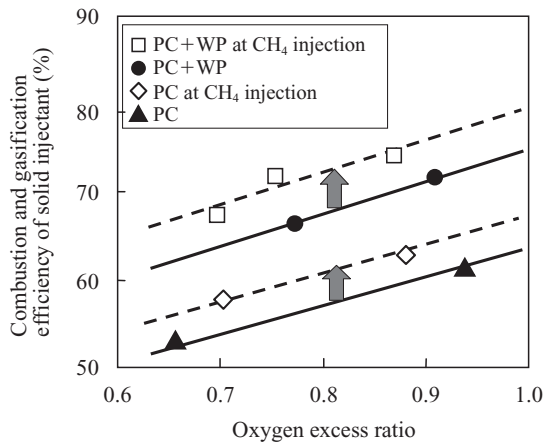 90
80
70
60
50
Combustion and gasification
efficiency of solid injectant (%)
PC+WP at CH₄ injection
PC+WP
PC at CH₄ injection
PC
0.6 0.7 0.8 0.9 1.0
Oxygen excess ratio